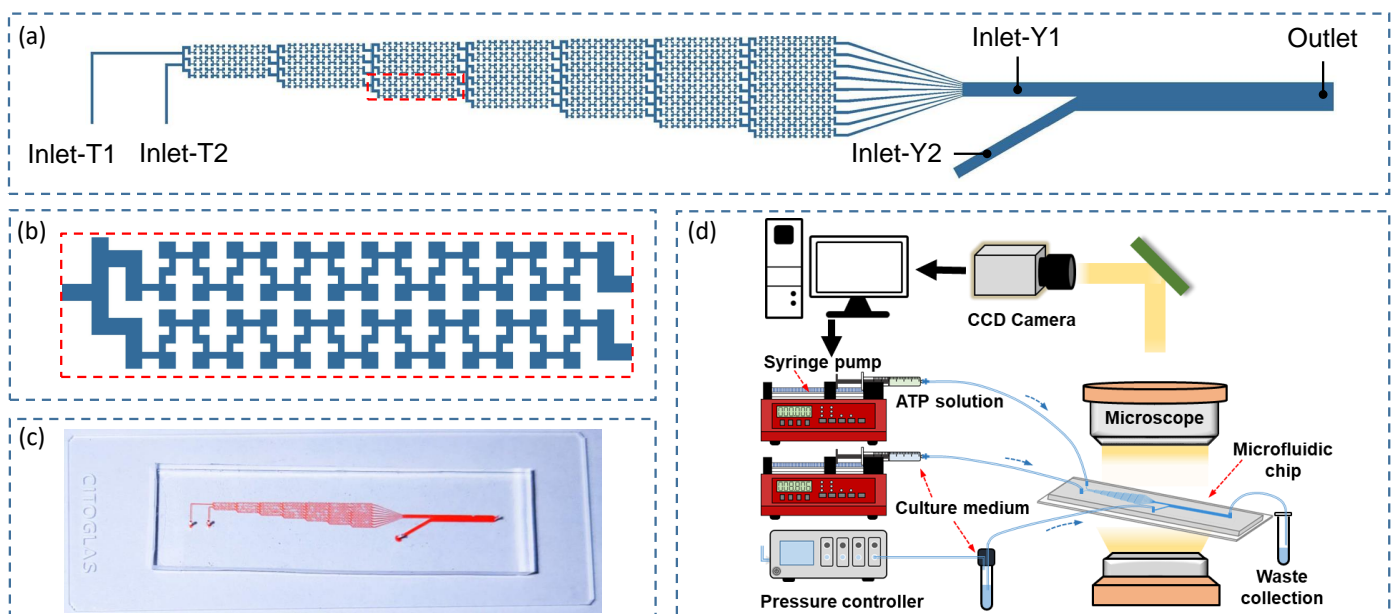 (a)
Inlet-Y1
Outlet
Inlet-T1
Inlet-T2
Inlet-Y2
(b)
(c)
CITOGLAS
(d)
CCD Camera
Syringe pump
ATP solution
Microscope
Microfluidic
chip
Culture medium
Pressure controller
Waste
collection